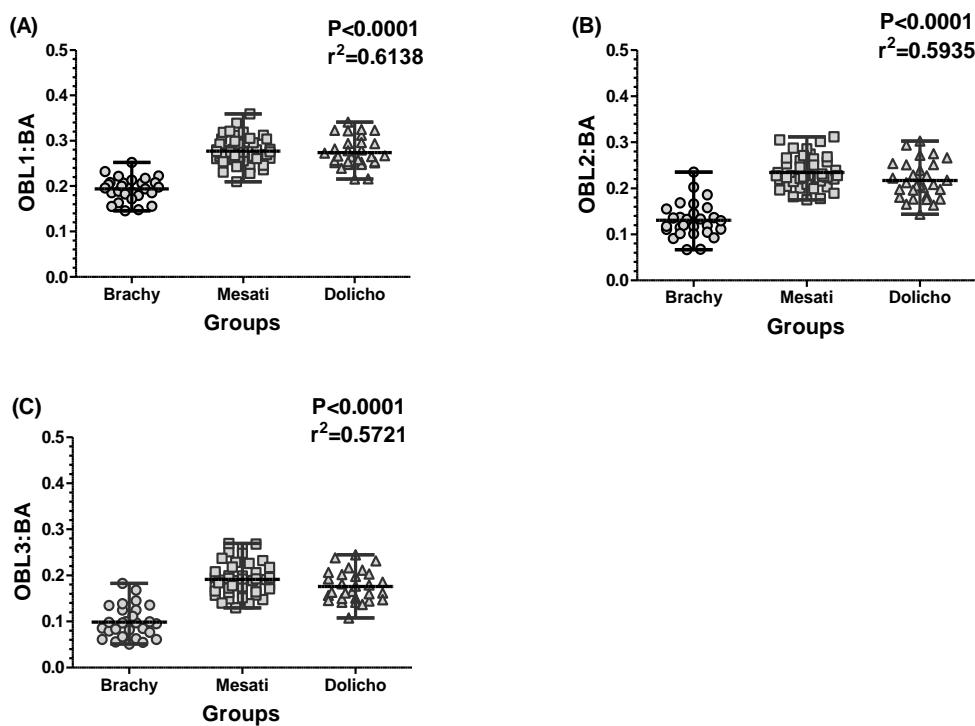 (A)
P<0.0001
r²=0.6138
OBL1:BA
0.5
0.4
0.3
0.2
0.1
0.0
Brachy Mesati Dolicho
Groups
(B)
P<0.0001
r²=0.5935
OBL2:BA
0.5
0.4
0.3
0.2
0.1
0.0
Brachy Mesati Dolicho
Groups
(C)
P<0.0001
r²=0.5721
OBL3:BA
0.5
0.4
0.3
0.2
0.1
0.0
Brachy Mesati Dolicho
Groups